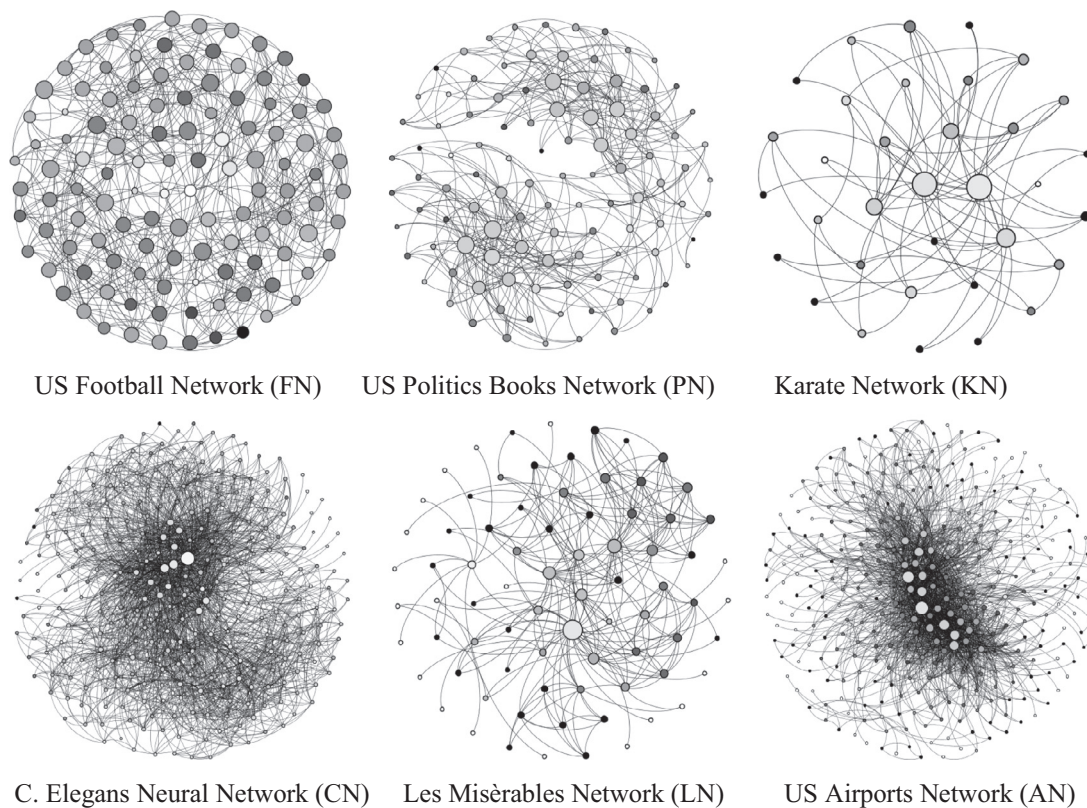 US Football Network (FN)
US Politics Books Network (PN)
Karate Network (KN)
C. Elegans Neural Network (CN)
Les Misèrables Network (LN)
US Airports Network (AN)